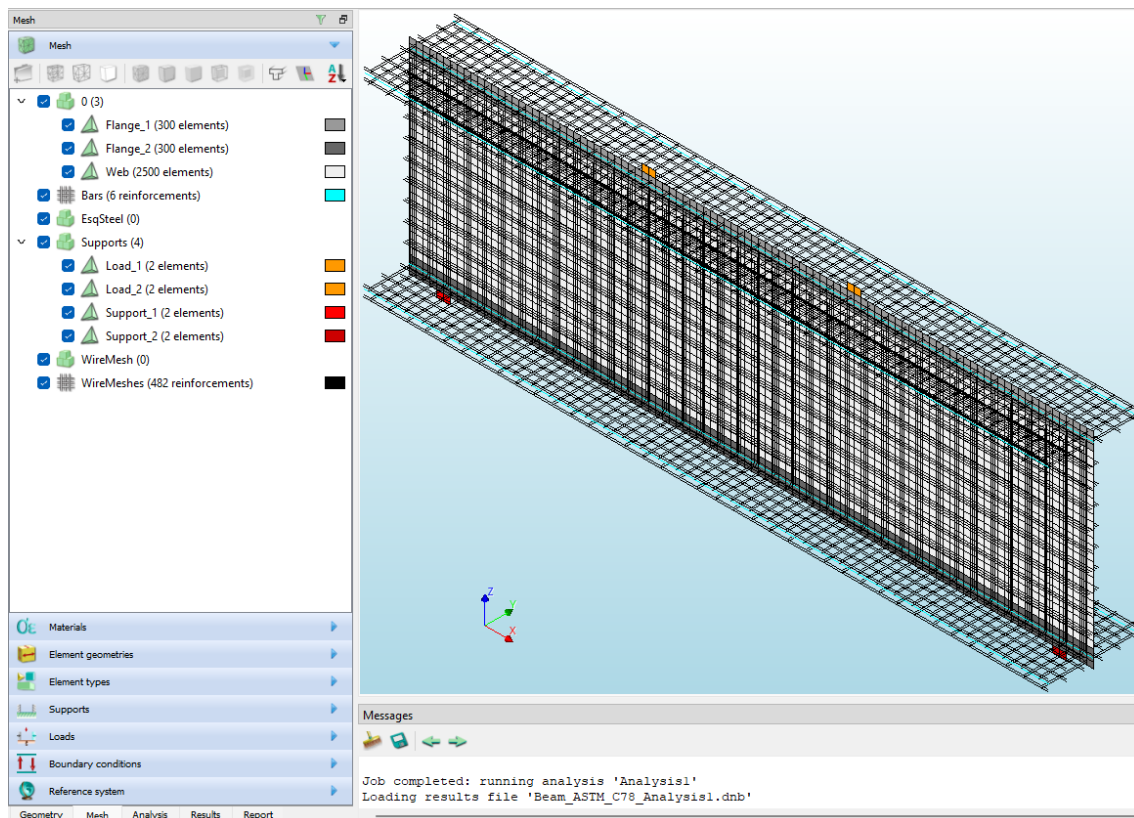 Mesh
Mesh
0 (3)
Flange_1 (300 elements)
Flange_2 (300 elements)
Web (2500 elements)
Bars (6 reinforcements)
EsqSteel (0)
Supports (4)
Load_1 (2 elements)
Load_2 (2 elements)
Support_1 (2 elements)
Support_2 (2 elements)
WireMesh (0)
WireMeshes (482 reinforcements)
Materials
Element geometries
Element types
Supports
Loads
Boundary conditions
Reference system
Geometry Mesh Analysis Results Report
Z
Y
X
Messages
Job completed: running analysis 'Analysis1'
Loading results file 'Beam_ASTM_C78_Analysis1.dnb'